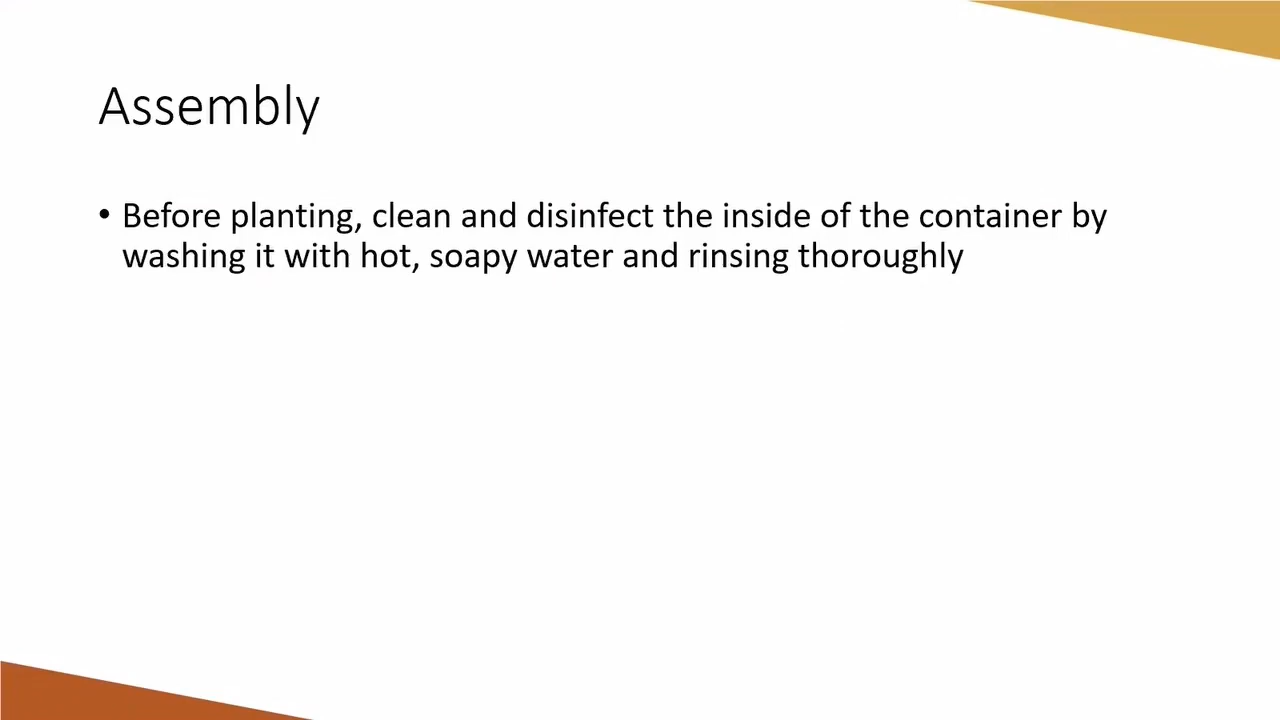 Assembly
• Before planting, clean and disinfect the inside of the container by
washing it with hot, soapy water and rinsing thoroughly